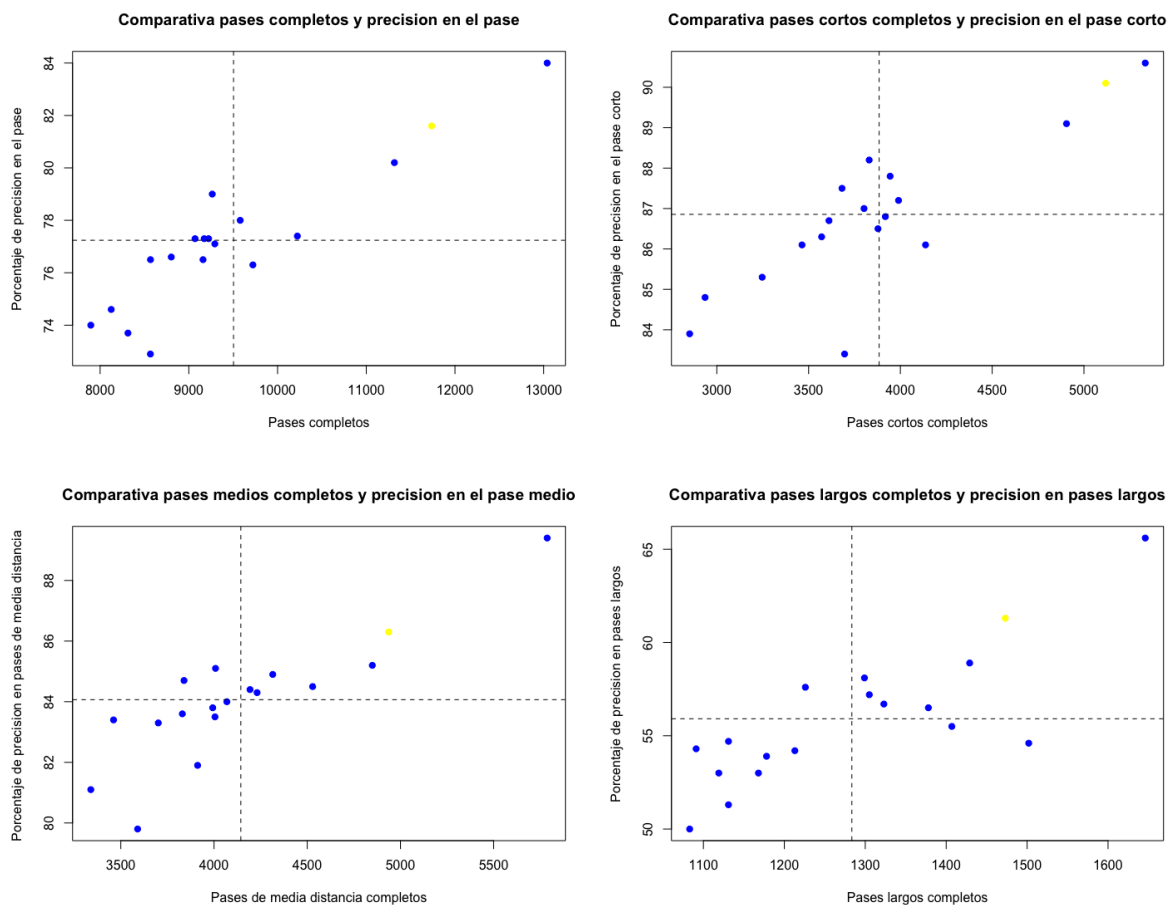 Comparativa pases completos y precision en el pase
Porcentaje de precision en el pase
84
82
80
78
76
74
8000 9000 10000 11000 12000 13000
Pases completos
Comparativa pases cortos completos y precision en el pase corto
Porcentaje de precision en el pase corto
90
89
88
87
86
85
84
3000 3500 4000 4500 5000
Pases cortos completos
Comparativa pases medios completos y precision en el pase medio
Porcentaje de precision en pases de media distancia
88
86
84
82
80
3500 4000 4500 5000 5500
Pases de media distancia completos
Comparativa pases largos completos y precision en pases largos
Porcentaje de precision en pases largos
65
60
55
50
1100 1200 1300 1400 1500 1600
Pases largos completos